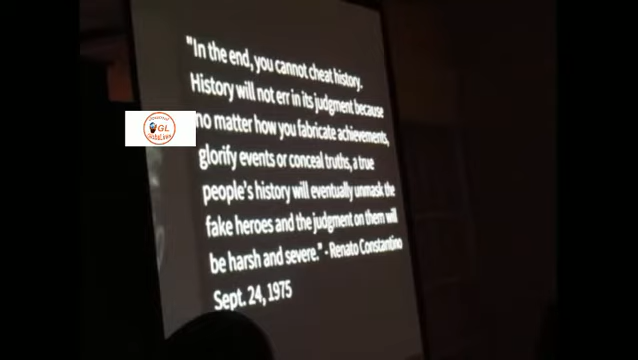 "In the end, you cannot cheat history.
History will not err in its judgment because
no matter how you fabricate achievements,
glorify events or conceal truths, a true
people's history will eventually unmask the
fake heroes and the judgment on them will
be harsh and severe." - Renato Constantino
Sept. 24, 1975
GL